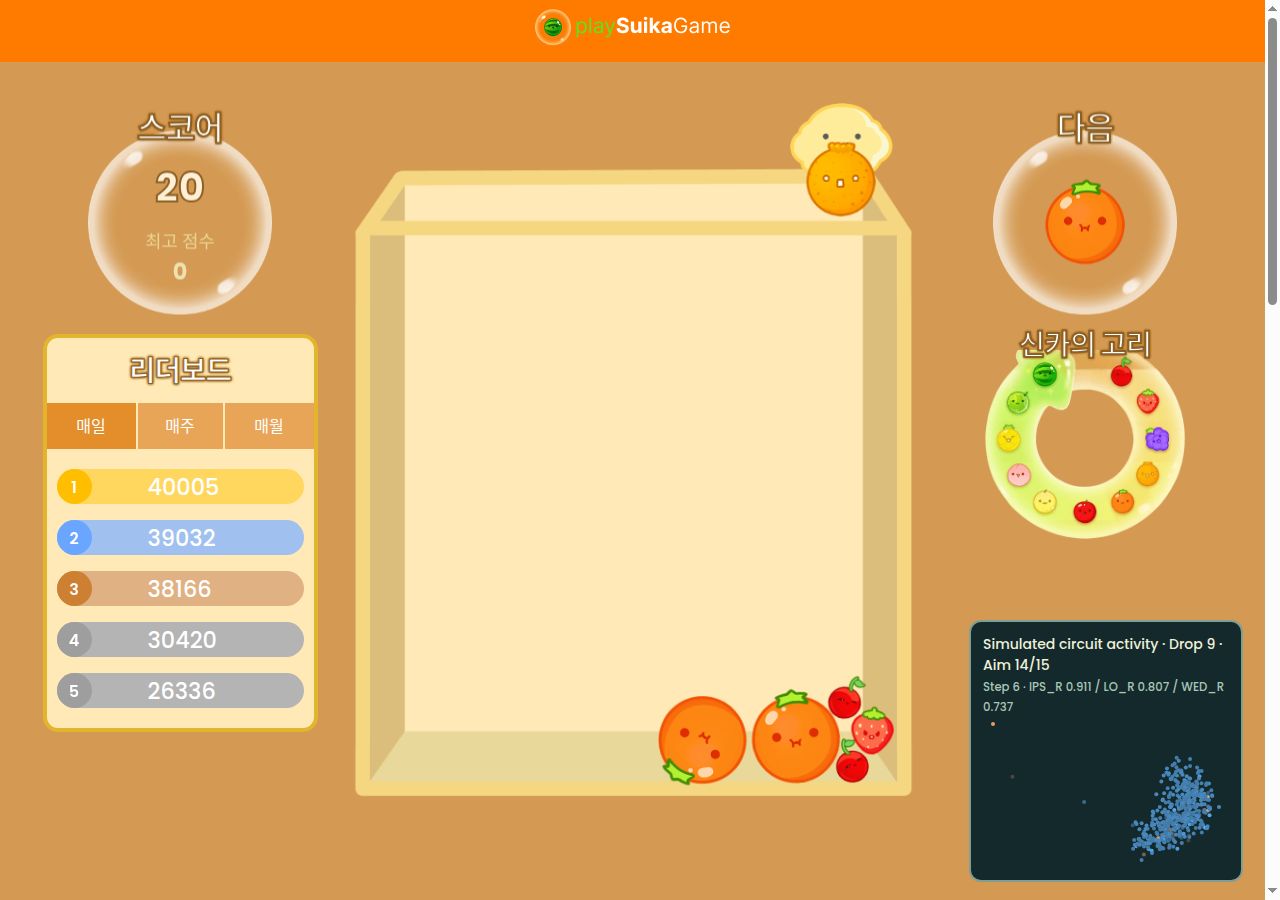 playSuikaGame
스코어
20
최고 점수
0
다음
신카의 고리
리더보드
매일
매주
매월
1
40005
2
39032
3
38166
4
30420
5
26336
Simulated circuit activity · Drop 9 ·
Aim 14/15
Step 6 · IPS_R 0.911 / LO_R 0.807 / WED_R
0.737